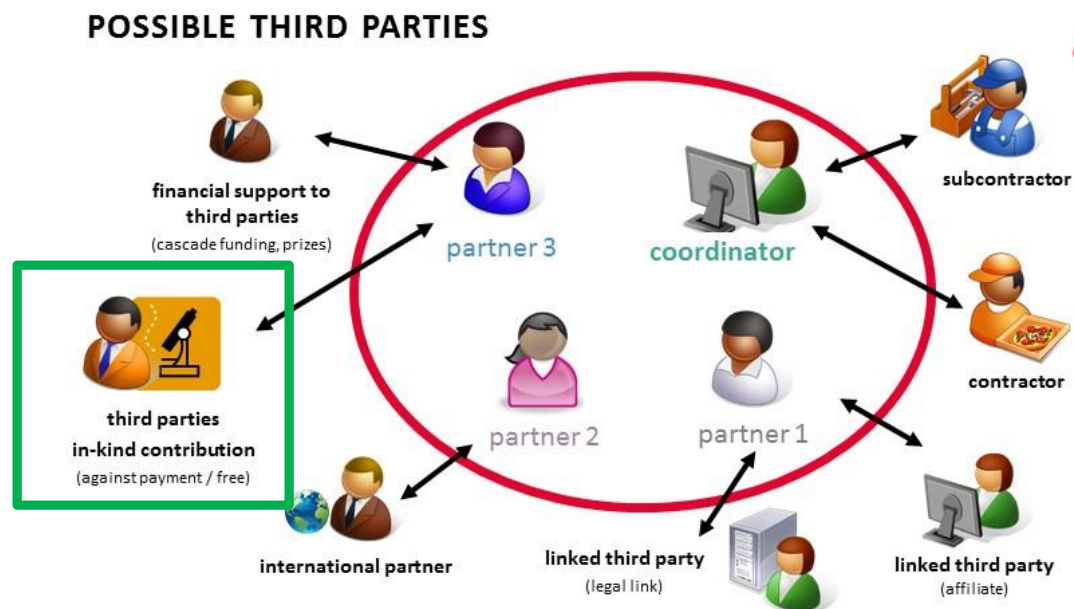 POSSIBLE THIRD PARTIES
financial support to
third parties
(cascade funding, prizes)
partner 3
coordinator
subcontractor
third parties
in-kind contribution
(against payment / free)
partner 2
partner 1
contractor
international partner
linked third party
(legal link)
linked third party
(affiliate)